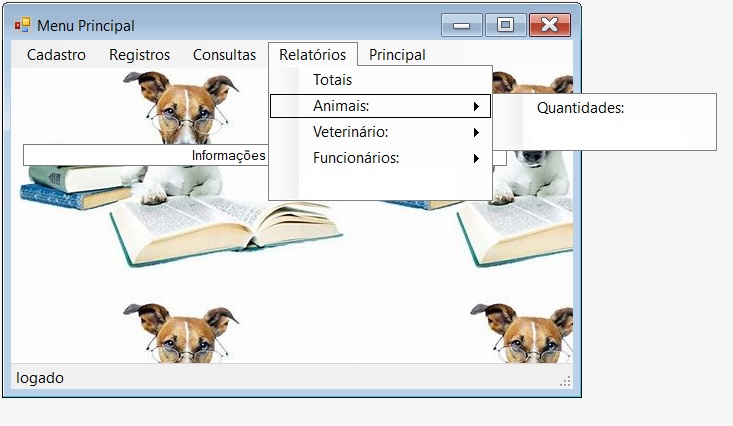 Menu Principal
Cadastro Registros Consultas Relatórios Principal
Totais
Animais:
Quantidades:
Veterinário:
Informações
Funcionários:
logado